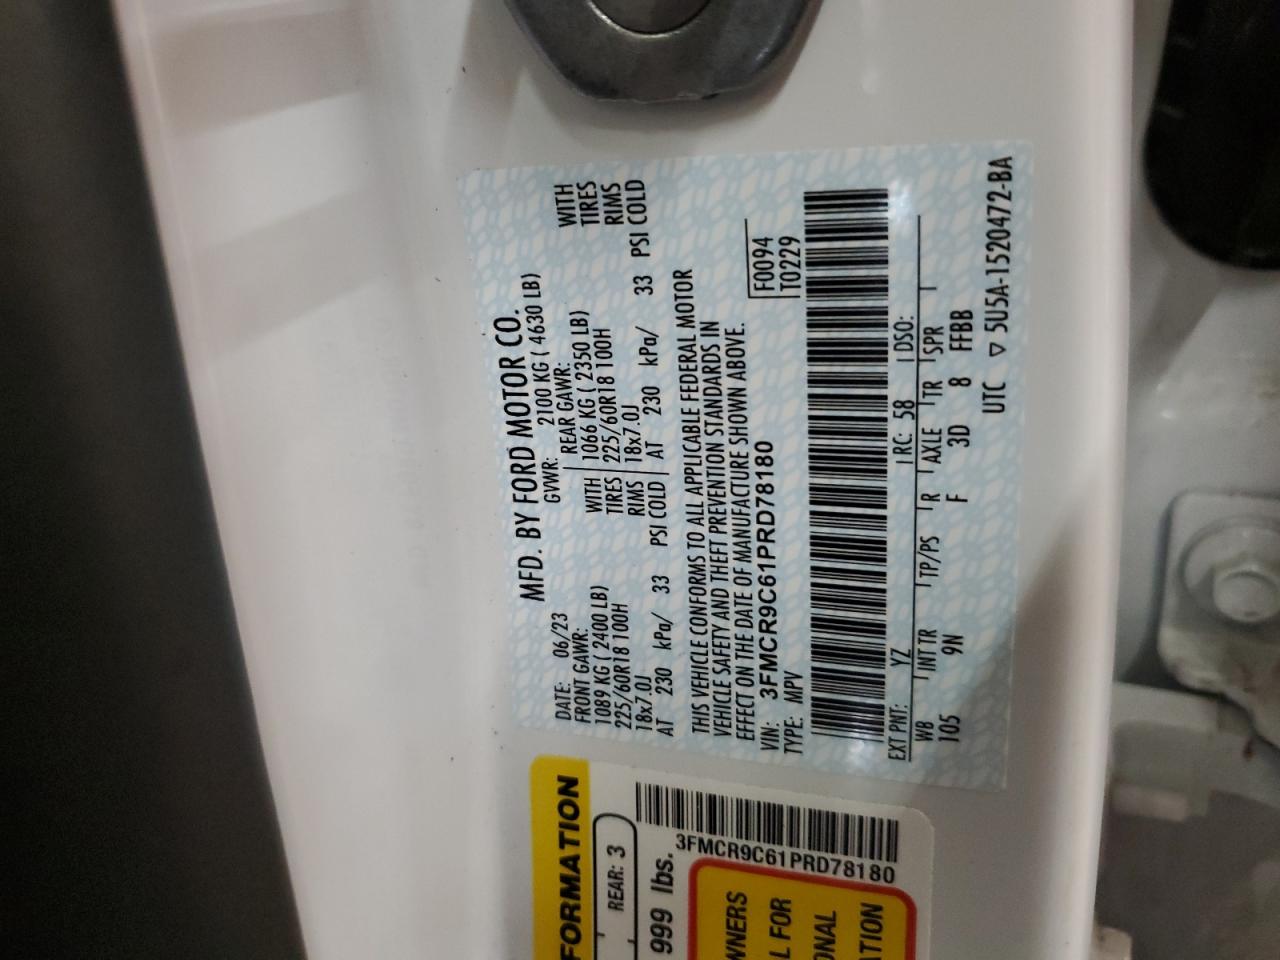 MFD. BY FORD MOTOR CO.
DATE: 06/23 GVWR: 2100 KG ( 4630 LB)
FRONT GAWR: REAR GAWR:
1089 KG ( 2400 LB) WITH 1066 KG ( 2350 LB) WITH
225/60R18 100H TIRES 225/60R18 100H TIRES
18x7.0J RIMS 18x7.0J RIMS
AT 230 kPa/ 33 PSI COLD AT 230 kPa/ 33 PSI COLD
THIS VEHICLE CONFORMS TO ALL APPLICABLE FEDERAL MOTOR
VEHICLE SAFETY AND THEFT PREVENTION STANDARDS IN
EFFECT ON THE DATE OF MANUFACTURE SHOWN ABOVE.
VIN: 3FMCR9C61PRD78180 F0094
TYPE: MPV T0229
EXT PNT: YZ RC: 58 DSO:
WB INT TR TP/PS R AXLE TR SPR
105 9N F 3D 8 FFBB
UTC ▽ 5U5A-1520472-BA
FORMATION
REAR: 3
999 lbs.
3FMCR9C61PRD78180
WNERS
L FOR
ONAL
ATION